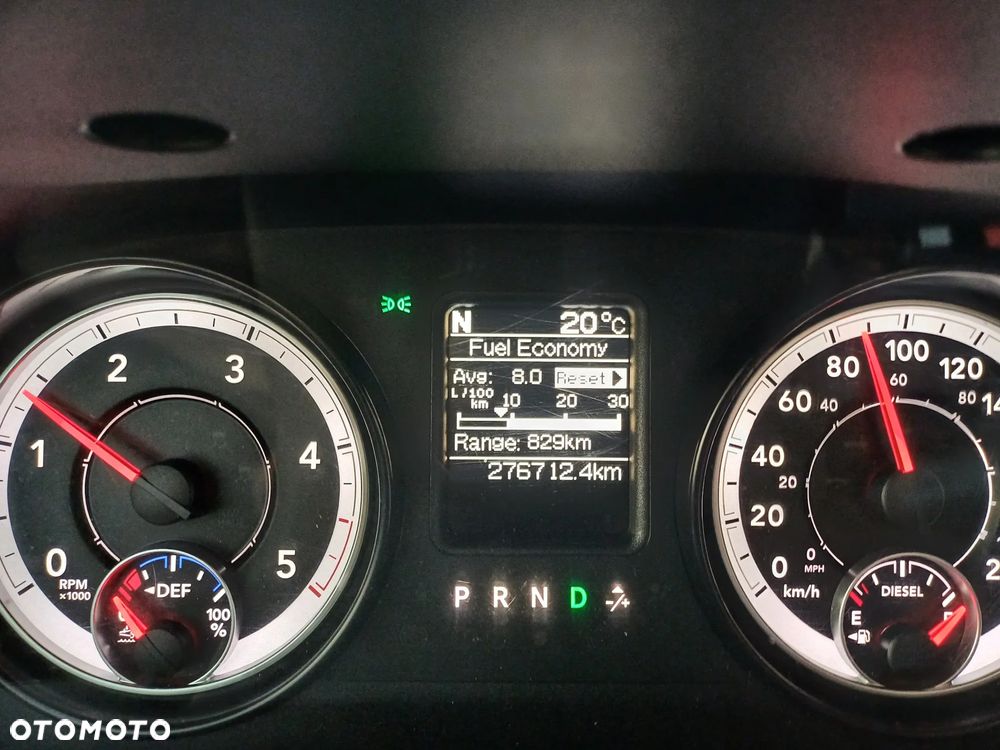 N 20°C
Fuel Economy
Avg: 8.0 Reset
L/100 km 10 20 30
Range: 829km
276712.4km
0 1 2 3 4 5
RPM x1000
DEF
100 %
P R N D -/+
0 20 40 60 80 100 120
km/h
0 20 40 60 80
MPH
DIESEL
E
OTOMOTO